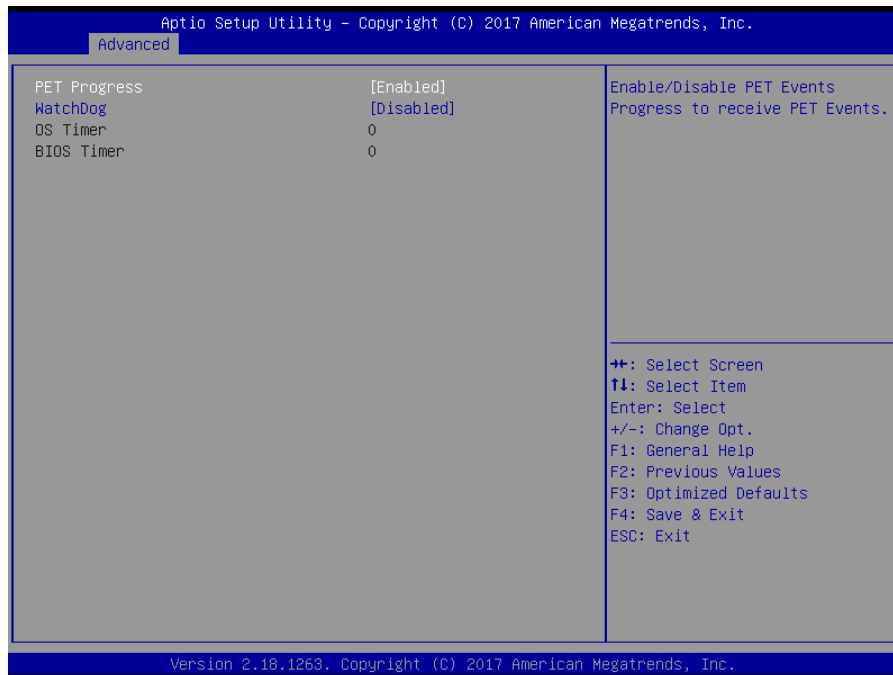 Aptio Setup Utility – Copyright (C) 2017 American Megatrends, Inc.
Advanced
PET Progress [Enabled]
WatchDog [Disabled]
OS Timer 0
BIOS Timer 0
Enable/Disable PET Events
Progress to receive PET Events.
→←: Select Screen
↑↓: Select Item
Enter: Select
+/-: Change Opt.
F1: General Help
F2: Previous Values
F3: Optimized Defaults
F4: Save & Exit
ESC: Exit
Version 2.18.1263. Copyright (C) 2017 American Megatrends, Inc.